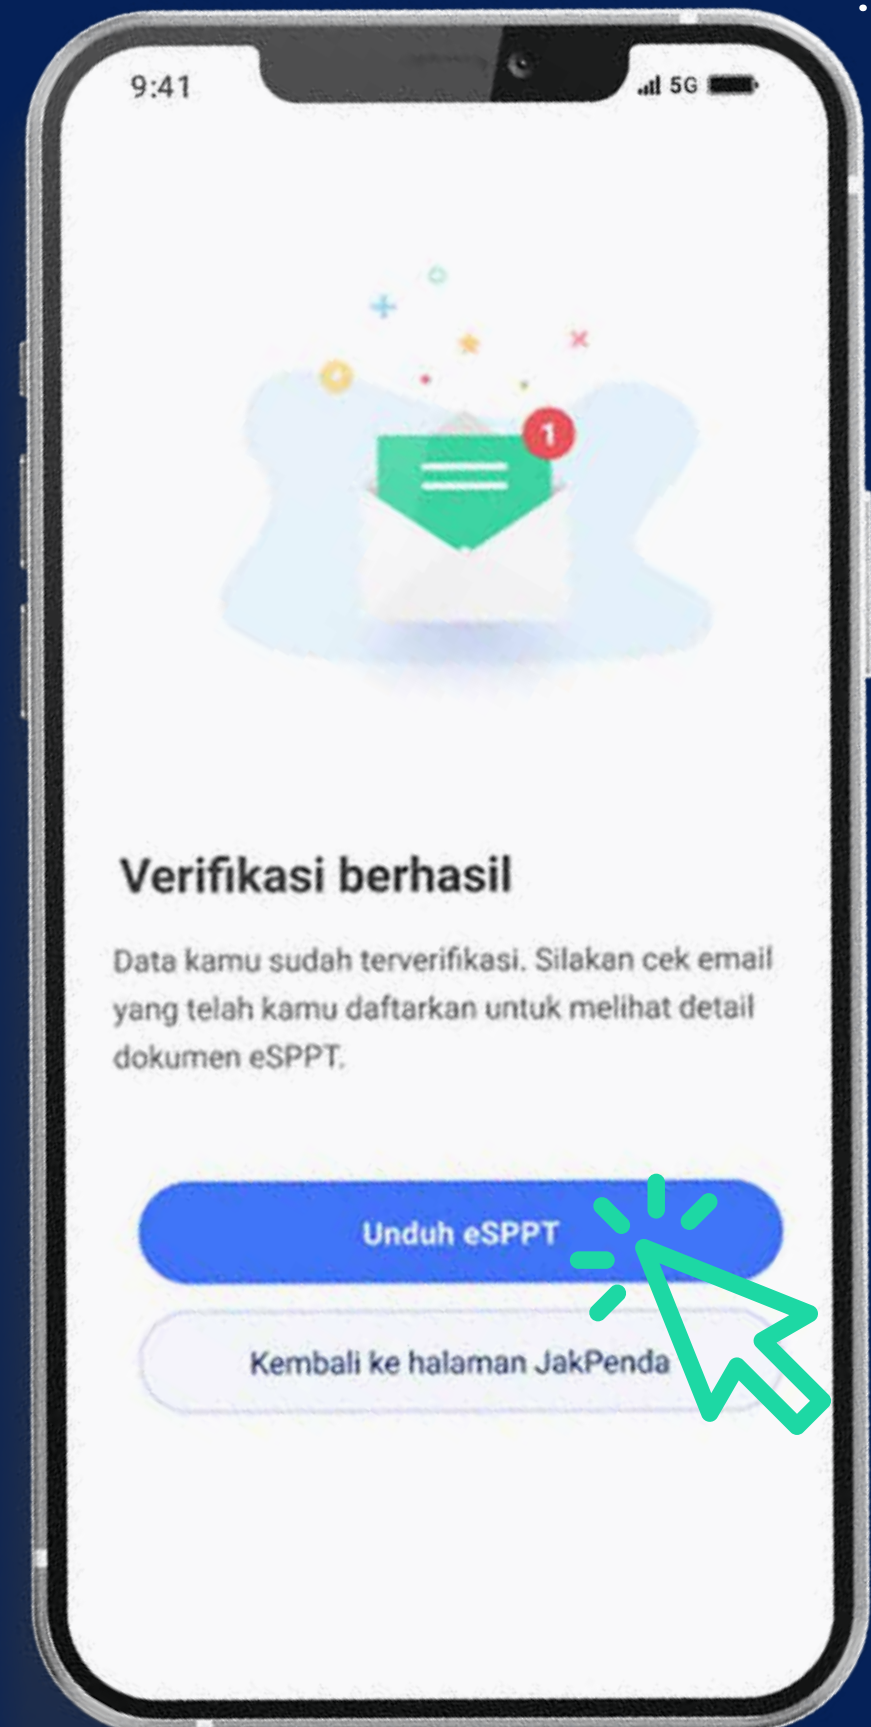 9:41
5G
1
Verifikasi berhasil
Data kamu sudah terverifikasi. Silakan cek email
yang telah kamu daftarkan untuk melihat detail
dokumen eSPPT.
Unduh eSPPT
Kembali ke halaman JakPenda